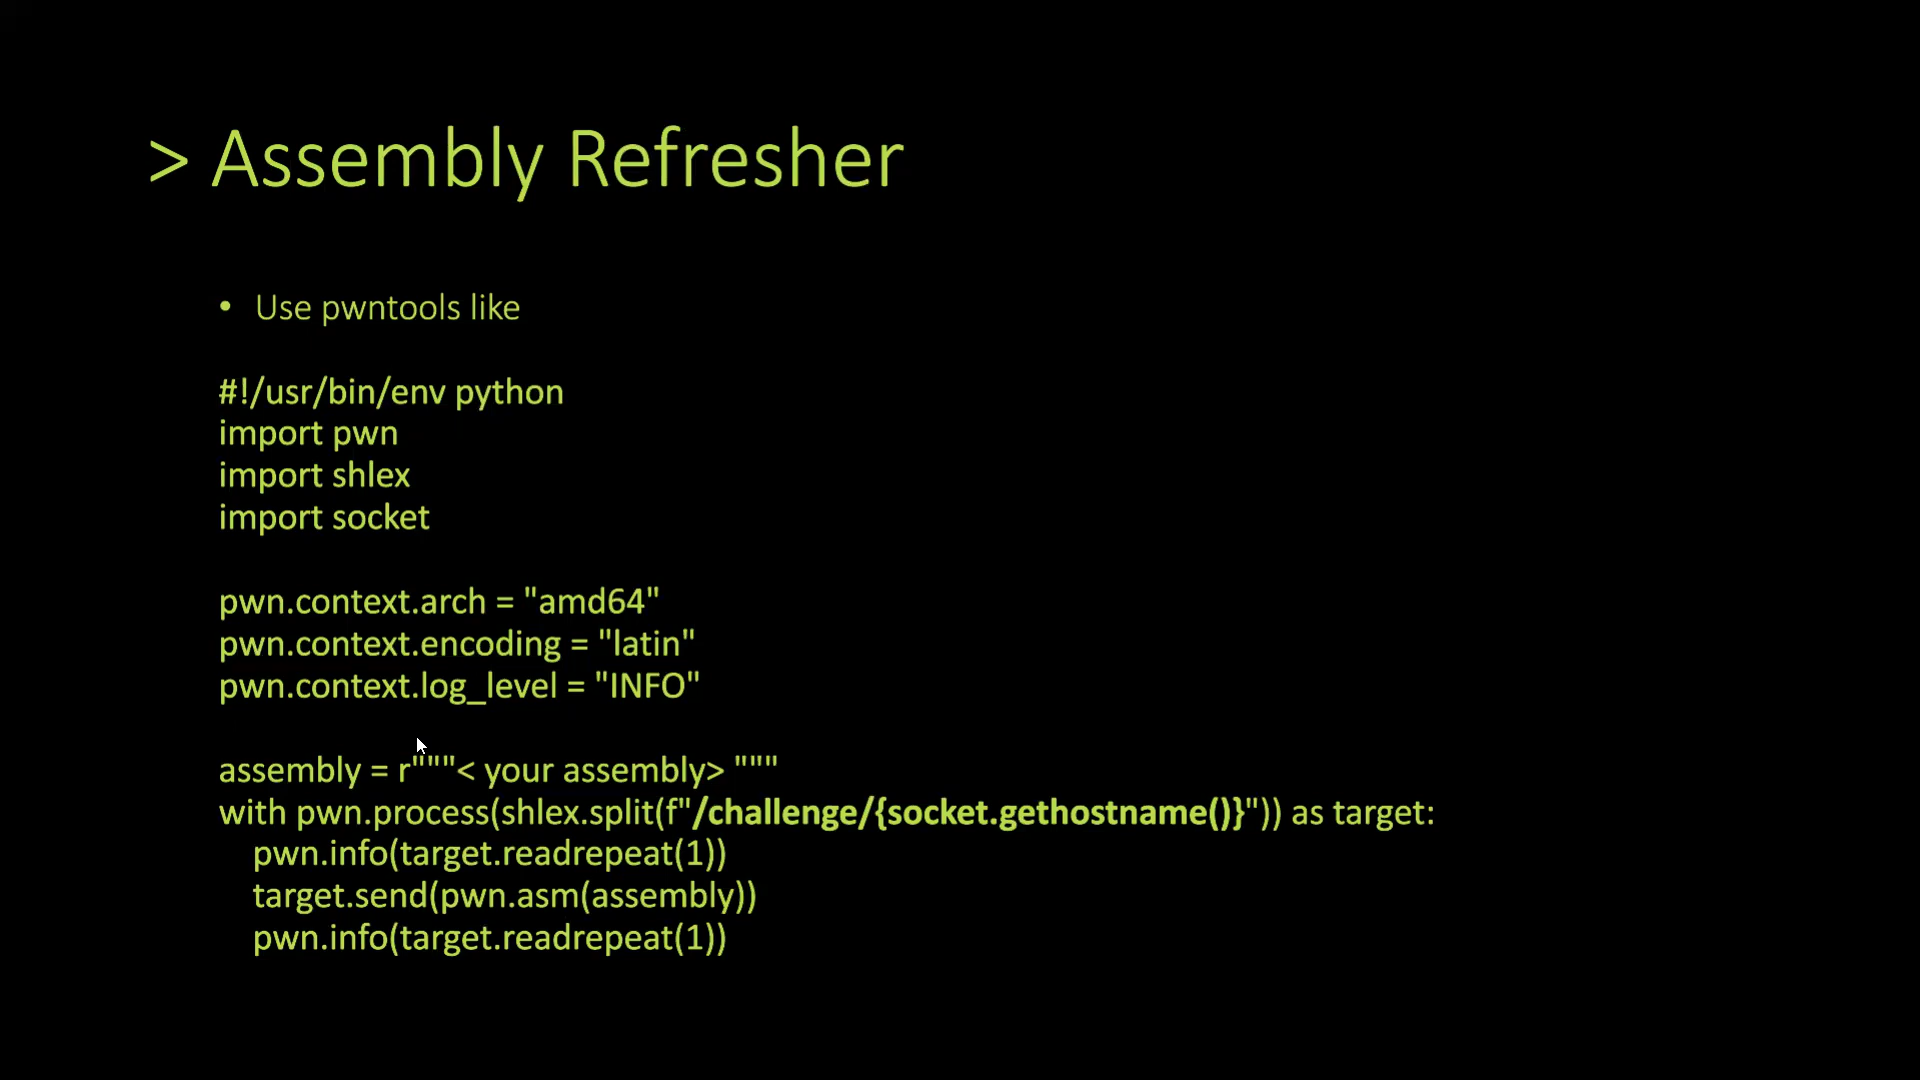 > Assembly Refresher
• Use pwntools like
#!/usr/bin/env python
import pwn
import shlex
import socket
pwn.context.arch = "amd64"
pwn.context.encoding = "latin"
pwn.context.log_level = "INFO"
assembly = r"""< your assembly> """
with pwn.process(shlex.split(f"/challenge/{socket.gethostname()}")) as target:
    pwn.info(target.readrepeat(1))
    target.send(pwn.asm(assembly))
    pwn.info(target.readrepeat(1))